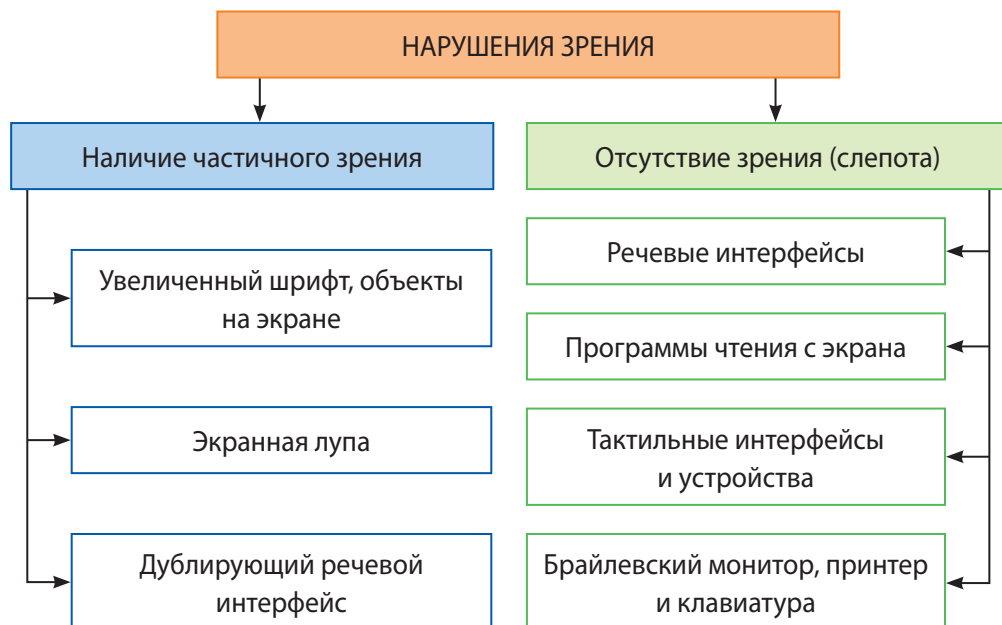 НАРУШЕНИЯ ЗРЕНИЯ
Наличие частичного зрения
Увеличенный шрифт, объекты
на экране
Экранная лупа
Дублирующий речевой
интерфейс
Отсутствие зрения (слепота)
Речевые интерфейсы
Программы чтения с экрана
Тактильные интерфейсы
и устройства
Брайлевский монитор, принтер
и клавиатура